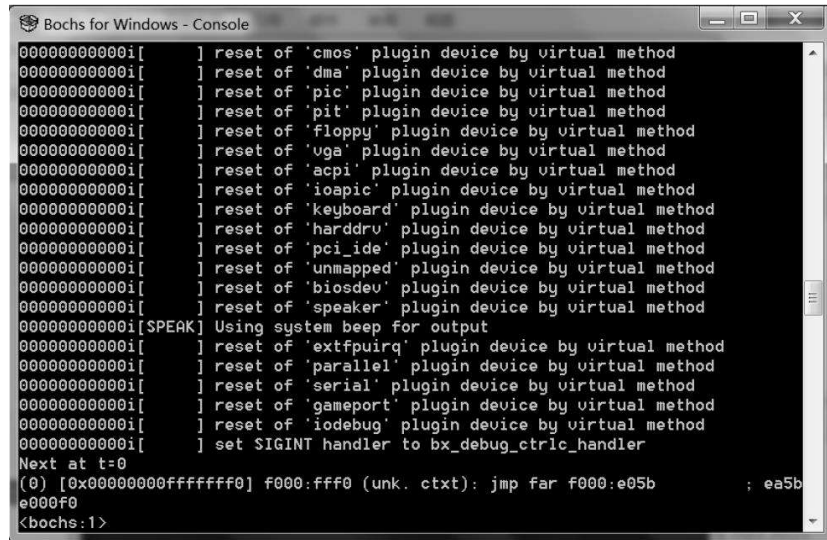 Bochs for Windows - Console
00000000000i[     ] reset of 'cmos' plugin device by virtual method
00000000000i[     ] reset of 'dma' plugin device by virtual method
00000000000i[     ] reset of 'pic' plugin device by virtual method
00000000000i[     ] reset of 'pit' plugin device by virtual method
00000000000i[     ] reset of 'floppy' plugin device by virtual method
00000000000i[     ] reset of 'vga' plugin device by virtual method
00000000000i[     ] reset of 'acpi' plugin device by virtual method
00000000000i[     ] reset of 'ioapic' plugin device by virtual method
00000000000i[     ] reset of 'keyboard' plugin device by virtual method
00000000000i[     ] reset of 'harddrv' plugin device by virtual method
00000000000i[     ] reset of 'pci_ide' plugin device by virtual method
00000000000i[     ] reset of 'unmapped' plugin device by virtual method
00000000000i[     ] reset of 'biosdev' plugin device by virtual method
00000000000i[     ] reset of 'speaker' plugin device by virtual method
00000000000i[SPEAK] Using system beep for output
00000000000i[     ] reset of 'extfpuirq' plugin device by virtual method
00000000000i[     ] reset of 'parallel' plugin device by virtual method
00000000000i[     ] reset of 'serial' plugin device by virtual method
00000000000i[     ] reset of 'gameport' plugin device by virtual method
00000000000i[     ] reset of 'iodebug' plugin device by virtual method
00000000000i[     ] set SIGINT handler to bx_debug_ctrlc_handler
Next at t=0
(0) [0x00000000fffffff0] f000:fff0 (unk. ctxt): jmp far f000:e05b          ; ea5b
e000f0
<bochs:1>